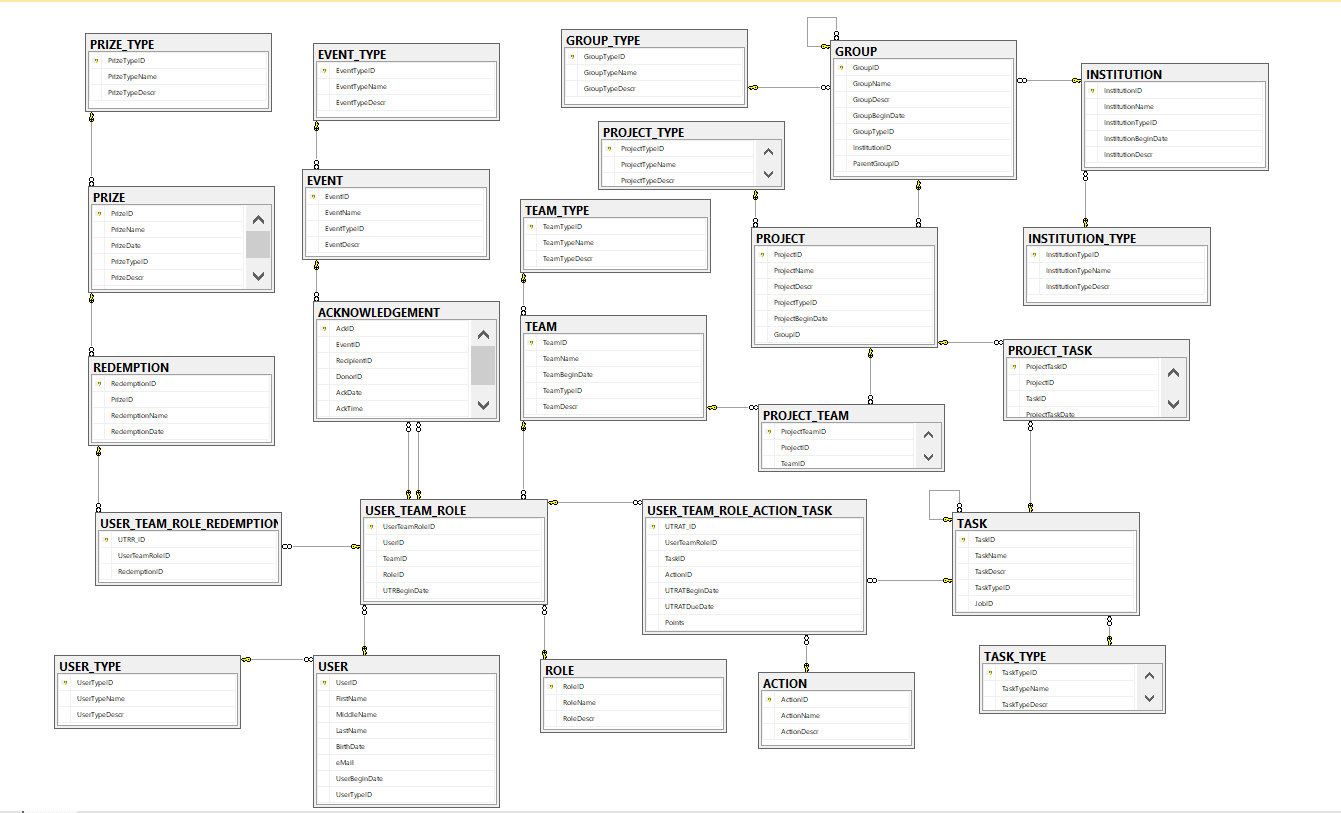 PRIZE_TYPE
PrizeTypeID
PrizeTypeName
PrizeTypeDescr
EVENT_TYPE
EventTypeID
EventTypeName
EventTypeDescr
GROUP_TYPE
GroupTypeID
GroupTypeName
GroupTypeDescr
GROUP
GroupID
GroupName
GroupDescr
GroupBeginDate
GroupTypeID
InstitutionID
ParentGroupID
INSTITUTION
InstitutionID
InstitutionName
InstitutionTypeID
InstitutionBeginDate
InstitutionDescr
PROJECT_TYPE
ProjectTypeID
ProjectTypeName
ProjectTypeDescr
PRIZE
PrizeID
PrizeName
PrizeDate
PrizeTypeID
PrizeDescr
EVENT
EventID
EventName
EventTypeID
EventDescr
TEAM_TYPE
TeamTypeID
TeamTypeName
TeamTypeDescr
PROJECT
ProjectID
ProjectName
ProjectDescr
ProjectTypeID
ProjectBeginDate
GroupID
INSTITUTION_TYPE
InstitutionTypeID
InstitutionTypeName
InstitutionTypeDescr
ACKNOWLEDGEMENT
AckID
EventID
RecipientID
DonorID
AckDate
AckTime
TEAM
TeamID
TeamName
TeamBeginDate
TeamTypeID
TeamDescr
PROJECT_TASK
ProjectTaskID
ProjectID
TaskID
ProjectTaskDate
REDEMPTION
RedemptionID
PrizeID
RedemptionName
RedemptionDate
PROJECT_TEAM
ProjectTeamID
ProjectID
TeamID
USER_TEAM_ROLE_REDEMPTION
UTRR_ID
UserTeamRoleID
RedemptionID
USER_TEAM_ROLE
UserTeamRoleID
UserID
TeamID
RoleID
UTRBeginDate
USER_TEAM_ROLE_ACTION_TASK
UTRAT_ID
UserTeamRoleID
TaskID
ActionID
UTRATBeginDate
UTRATDueDate
Points
TASK
TaskID
TaskName
TaskDescr
TaskTypeID
JobID
USER_TYPE
UserTypeID
UserTypeName
UserTypeDescr
USER
UserID
FirstName
MiddleName
LastName
BirthDate
eMail
UserBeginDate
UserTypeID
ROLE
RoleID
RoleName
RoleDescr
ACTION
ActionID
ActionName
ActionDescr
TASK_TYPE
TaskTypeID
TaskTypeName
TaskTypeDescr